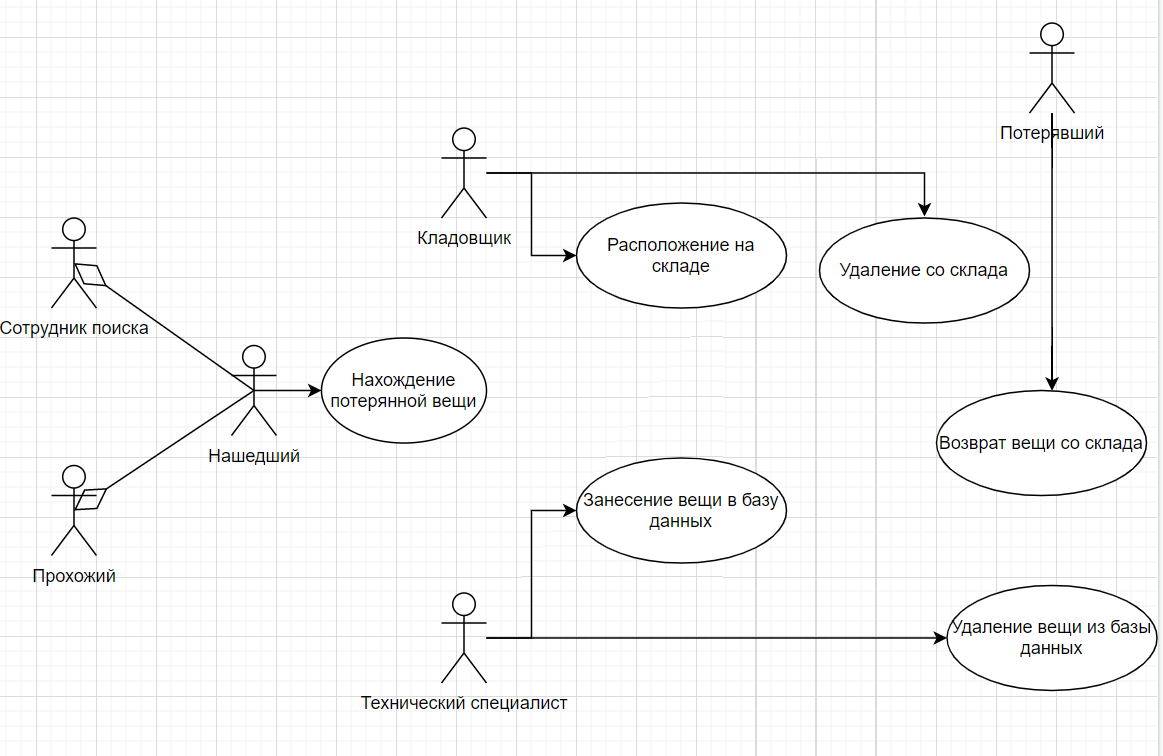 Потерявший
Кладовщик
Расположение на
складе
Удаление со склада
Сотрудник поиска
Нахождение
потерянной вещи
Нашедший
Возврат вещи со склада
Занесение вещи в базу
данных
Прохожий
Удаление вещи из базы
данных
Технический специалист